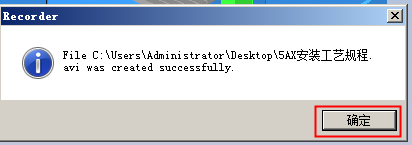 Recorder
File C:\Users\Administrator\Desktop\5AX安装工艺规程.
avi was created successfully.
确定